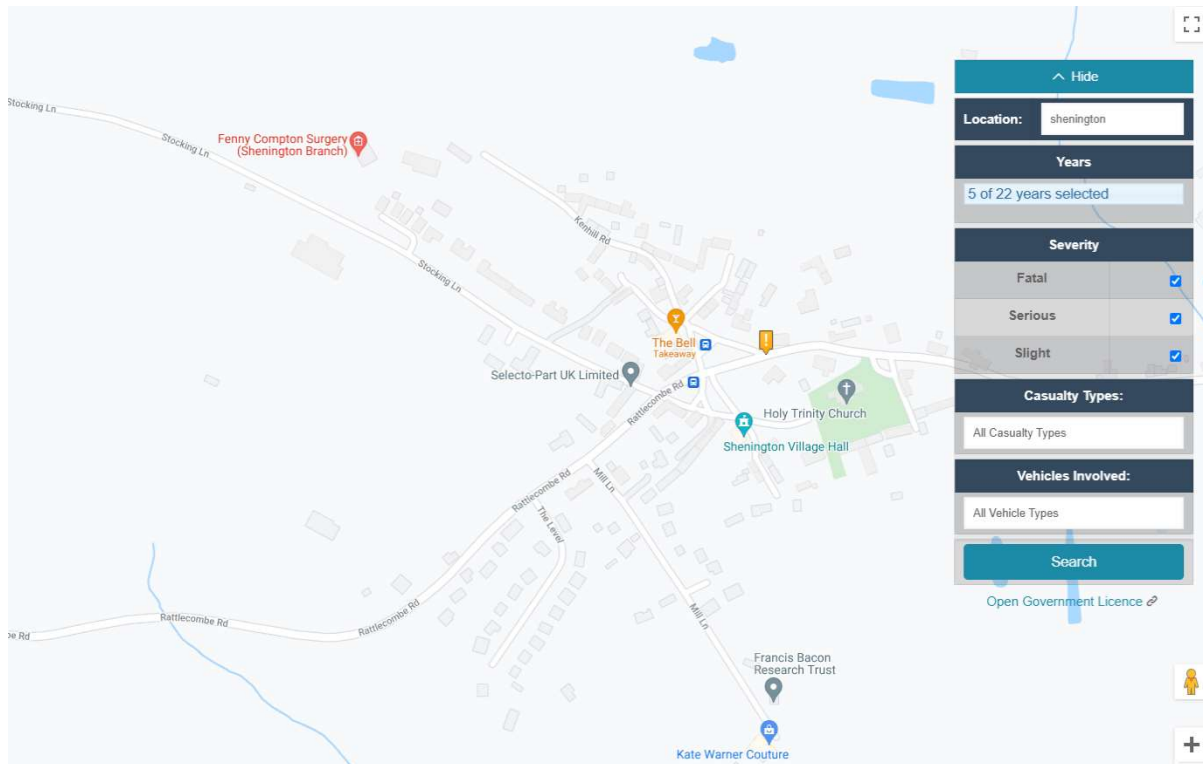 Stocking Ln
Stocking Ln
Fenny Compton Surgery
(Shenington Branch)
Kenhill Rd
Stocking Ln
The Bell
Takeaway
Selecto-Part UK Limited
Rattlecombe Rd
Holy Trinity Church
Shenington Village Hall
Rattlecombe Rd
Mill Ln
The Level
Rattlecombe Rd
Rattlecombe Rd
be Rd
Mill Ln
Francis Bacon
Research Trust
Kate Warner Couture
Hide
Location:
shenington
Years
5 of 22 years selected
Severity
Fatal
Serious
Slight
Casualty Types:
All Casualty Types
Vehicles Involved:
All Vehicle Types
Search
Open Government Licence